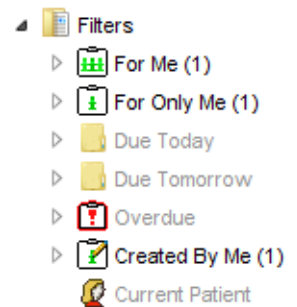 Filters
For Me (1)
For Only Me (1)
Due Today
Due Tomorrow
Overdue
Created By Me (1)
Current Patient